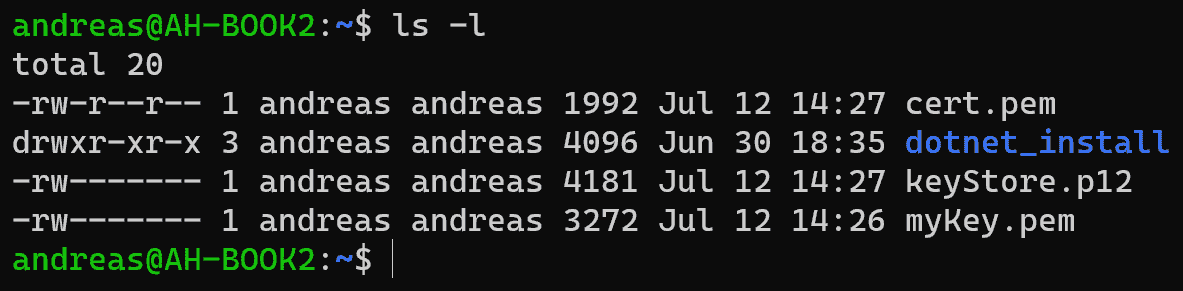 andreas@AH-BOOK2:~$ ls -l
total 20
-rw-r--r-- 1 andreas andreas 1992 Jul 12 14:27 cert.pem
drwxr-xr-x 3 andreas andreas 4096 Jun 30 18:35 dotnet_install
-rw------- 1 andreas andreas 4181 Jul 12 14:27 keyStore.p12
-rw------- 1 andreas andreas 3272 Jul 12 14:26 myKey.pem
andreas@AH-BOOK2:~$